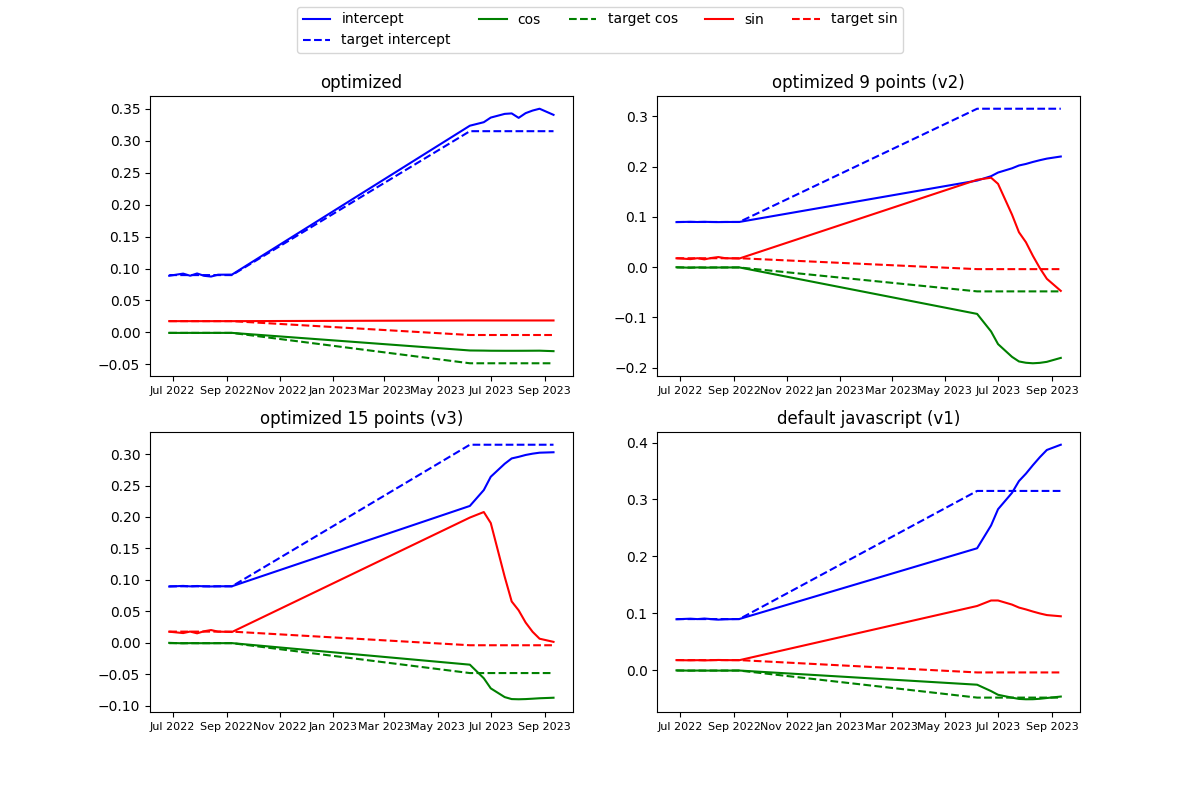 intercept cos target cos sin target sin
target intercept
optimized
0.35
0.30
0.25
0.20
0.15
0.10
0.05
0.00
−0.05
Jul 2022 Sep 2022 Nov 2022 Jan 2023 Mar 2023 May 2023 Jul 2023 Sep 2023
optimized 9 points (v2)
0.3
0.2
0.1
0.0
−0.1
−0.2
Jul 2022 Sep 2022 Nov 2022 Jan 2023 Mar 2023 May 2023 Jul 2023 Sep 2023
optimized 15 points (v3)
0.30
0.25
0.20
0.15
0.10
0.05
0.00
−0.05
−0.10
Jul 2022 Sep 2022 Nov 2022 Jan 2023 Mar 2023 May 2023 Jul 2023 Sep 2023
default javascript (v1)
0.4
0.3
0.2
0.1
0.0
Jul 2022 Sep 2022 Nov 2022 Jan 2023 Mar 2023 May 2023 Jul 2023 Sep 2023